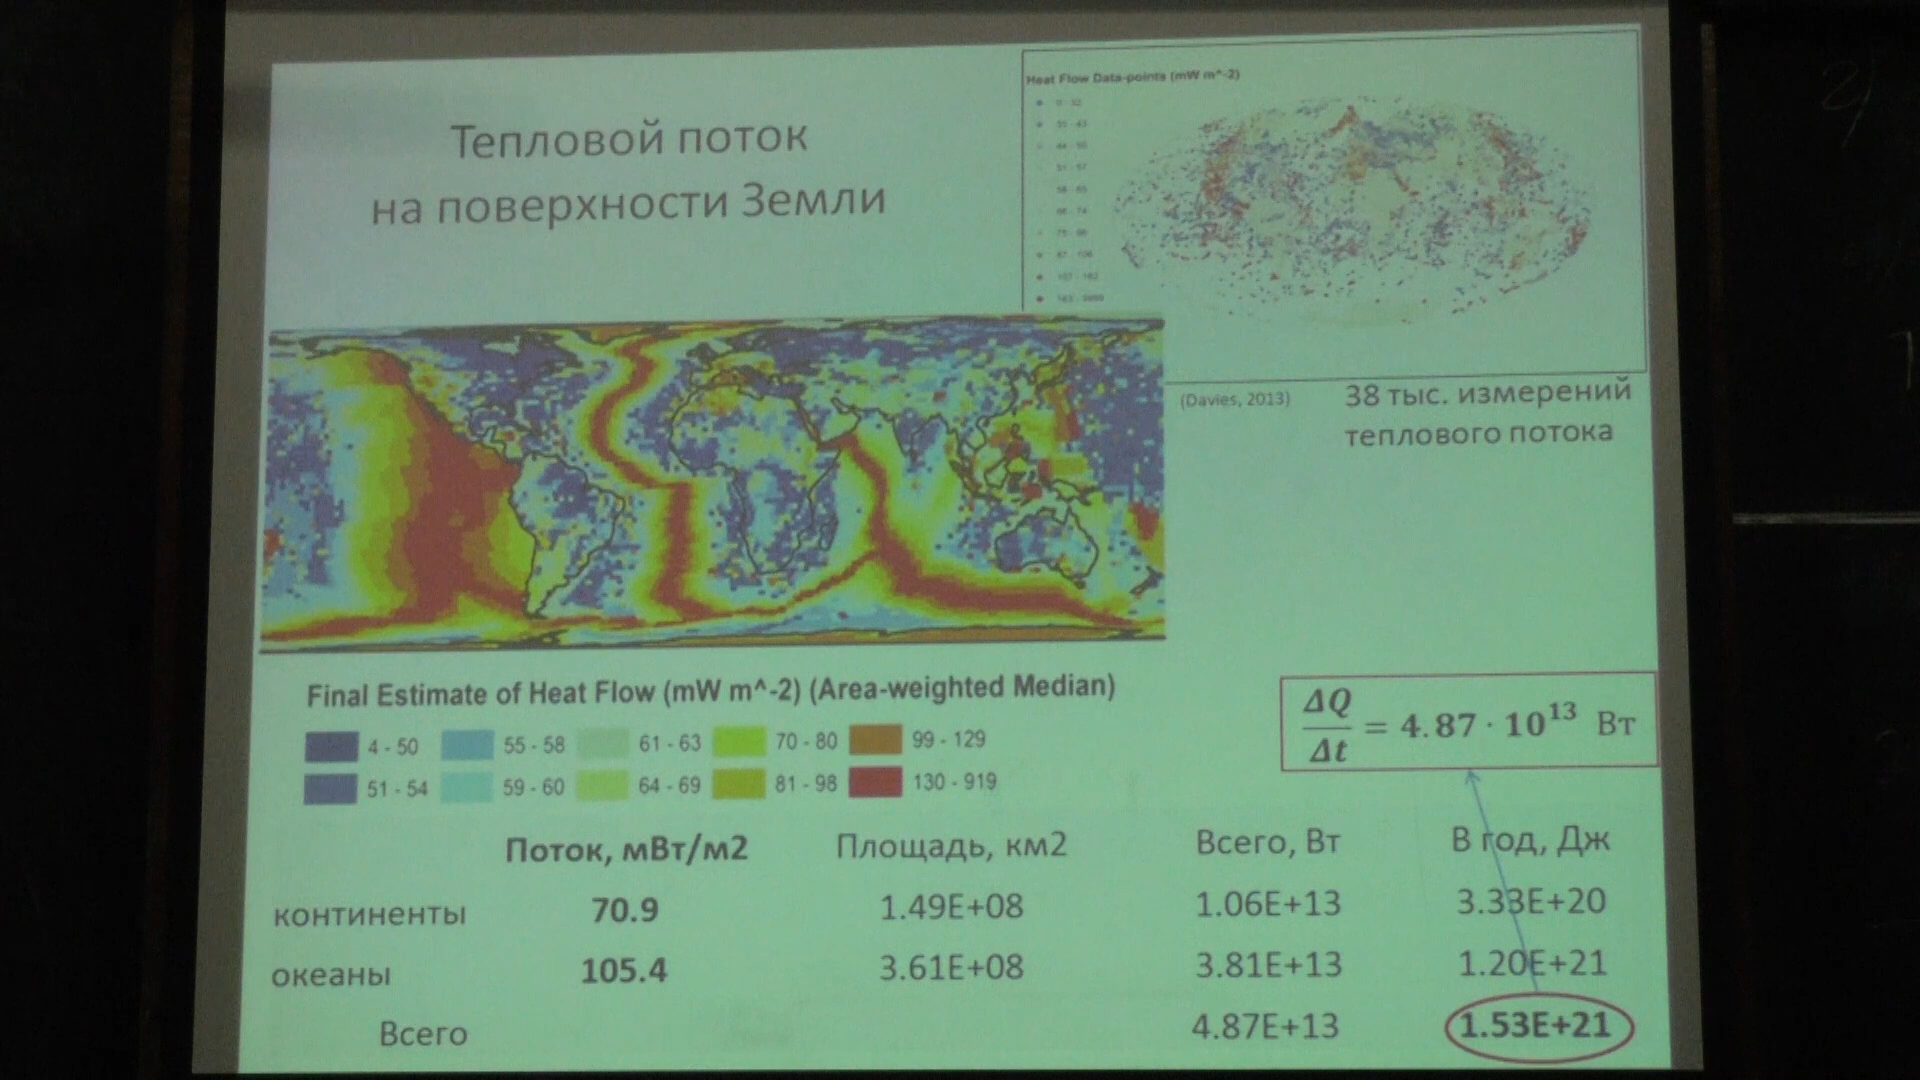 Тепловой поток
на поверхности Земли
Heat Flow Data-points (mW m^-2)
(Davies, 2013)
38 тыс. измерений
теплового потока
Final Estimate of Heat Flow (mW m^-2) (Area-weighted Median)
4 - 50 55 - 58 61 - 63 70 - 80 99 - 129
51 - 54 59 - 60 64 - 69 81 - 98 130 - 919
ΔQ/Δt = 4.87 · 10^13 Вт
Поток, мВт/м2 Площадь, км2 Всего, Вт В год, Дж
континенты 70.9 1.49E+08 1.06E+13 3.33E+20
океаны 105.4 3.61E+08 3.81E+13 1.20E+21
Всего 4.87E+13 1.53E+21